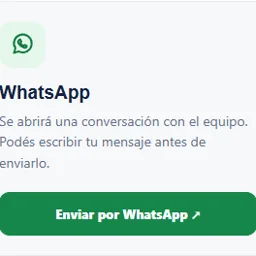 WhatsApp
Se abrirá una conversación con el equipo.
Podés escribir tu mensaje antes de
enviarlo.
Enviar por WhatsApp ↗